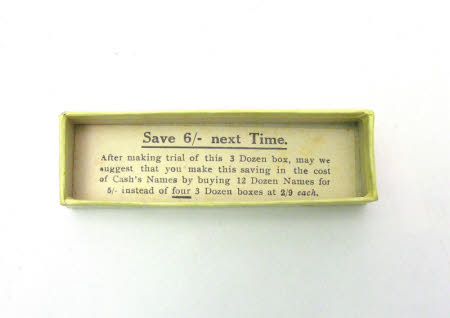 Save 6/- next Time.
After making trial of this 3 Dozen box, may we
suggest that you make this saving in the cost
of Cash's Names by buying 12 Dozen Names for
5/- instead of four 3 Dozen boxes at 2/9 each.